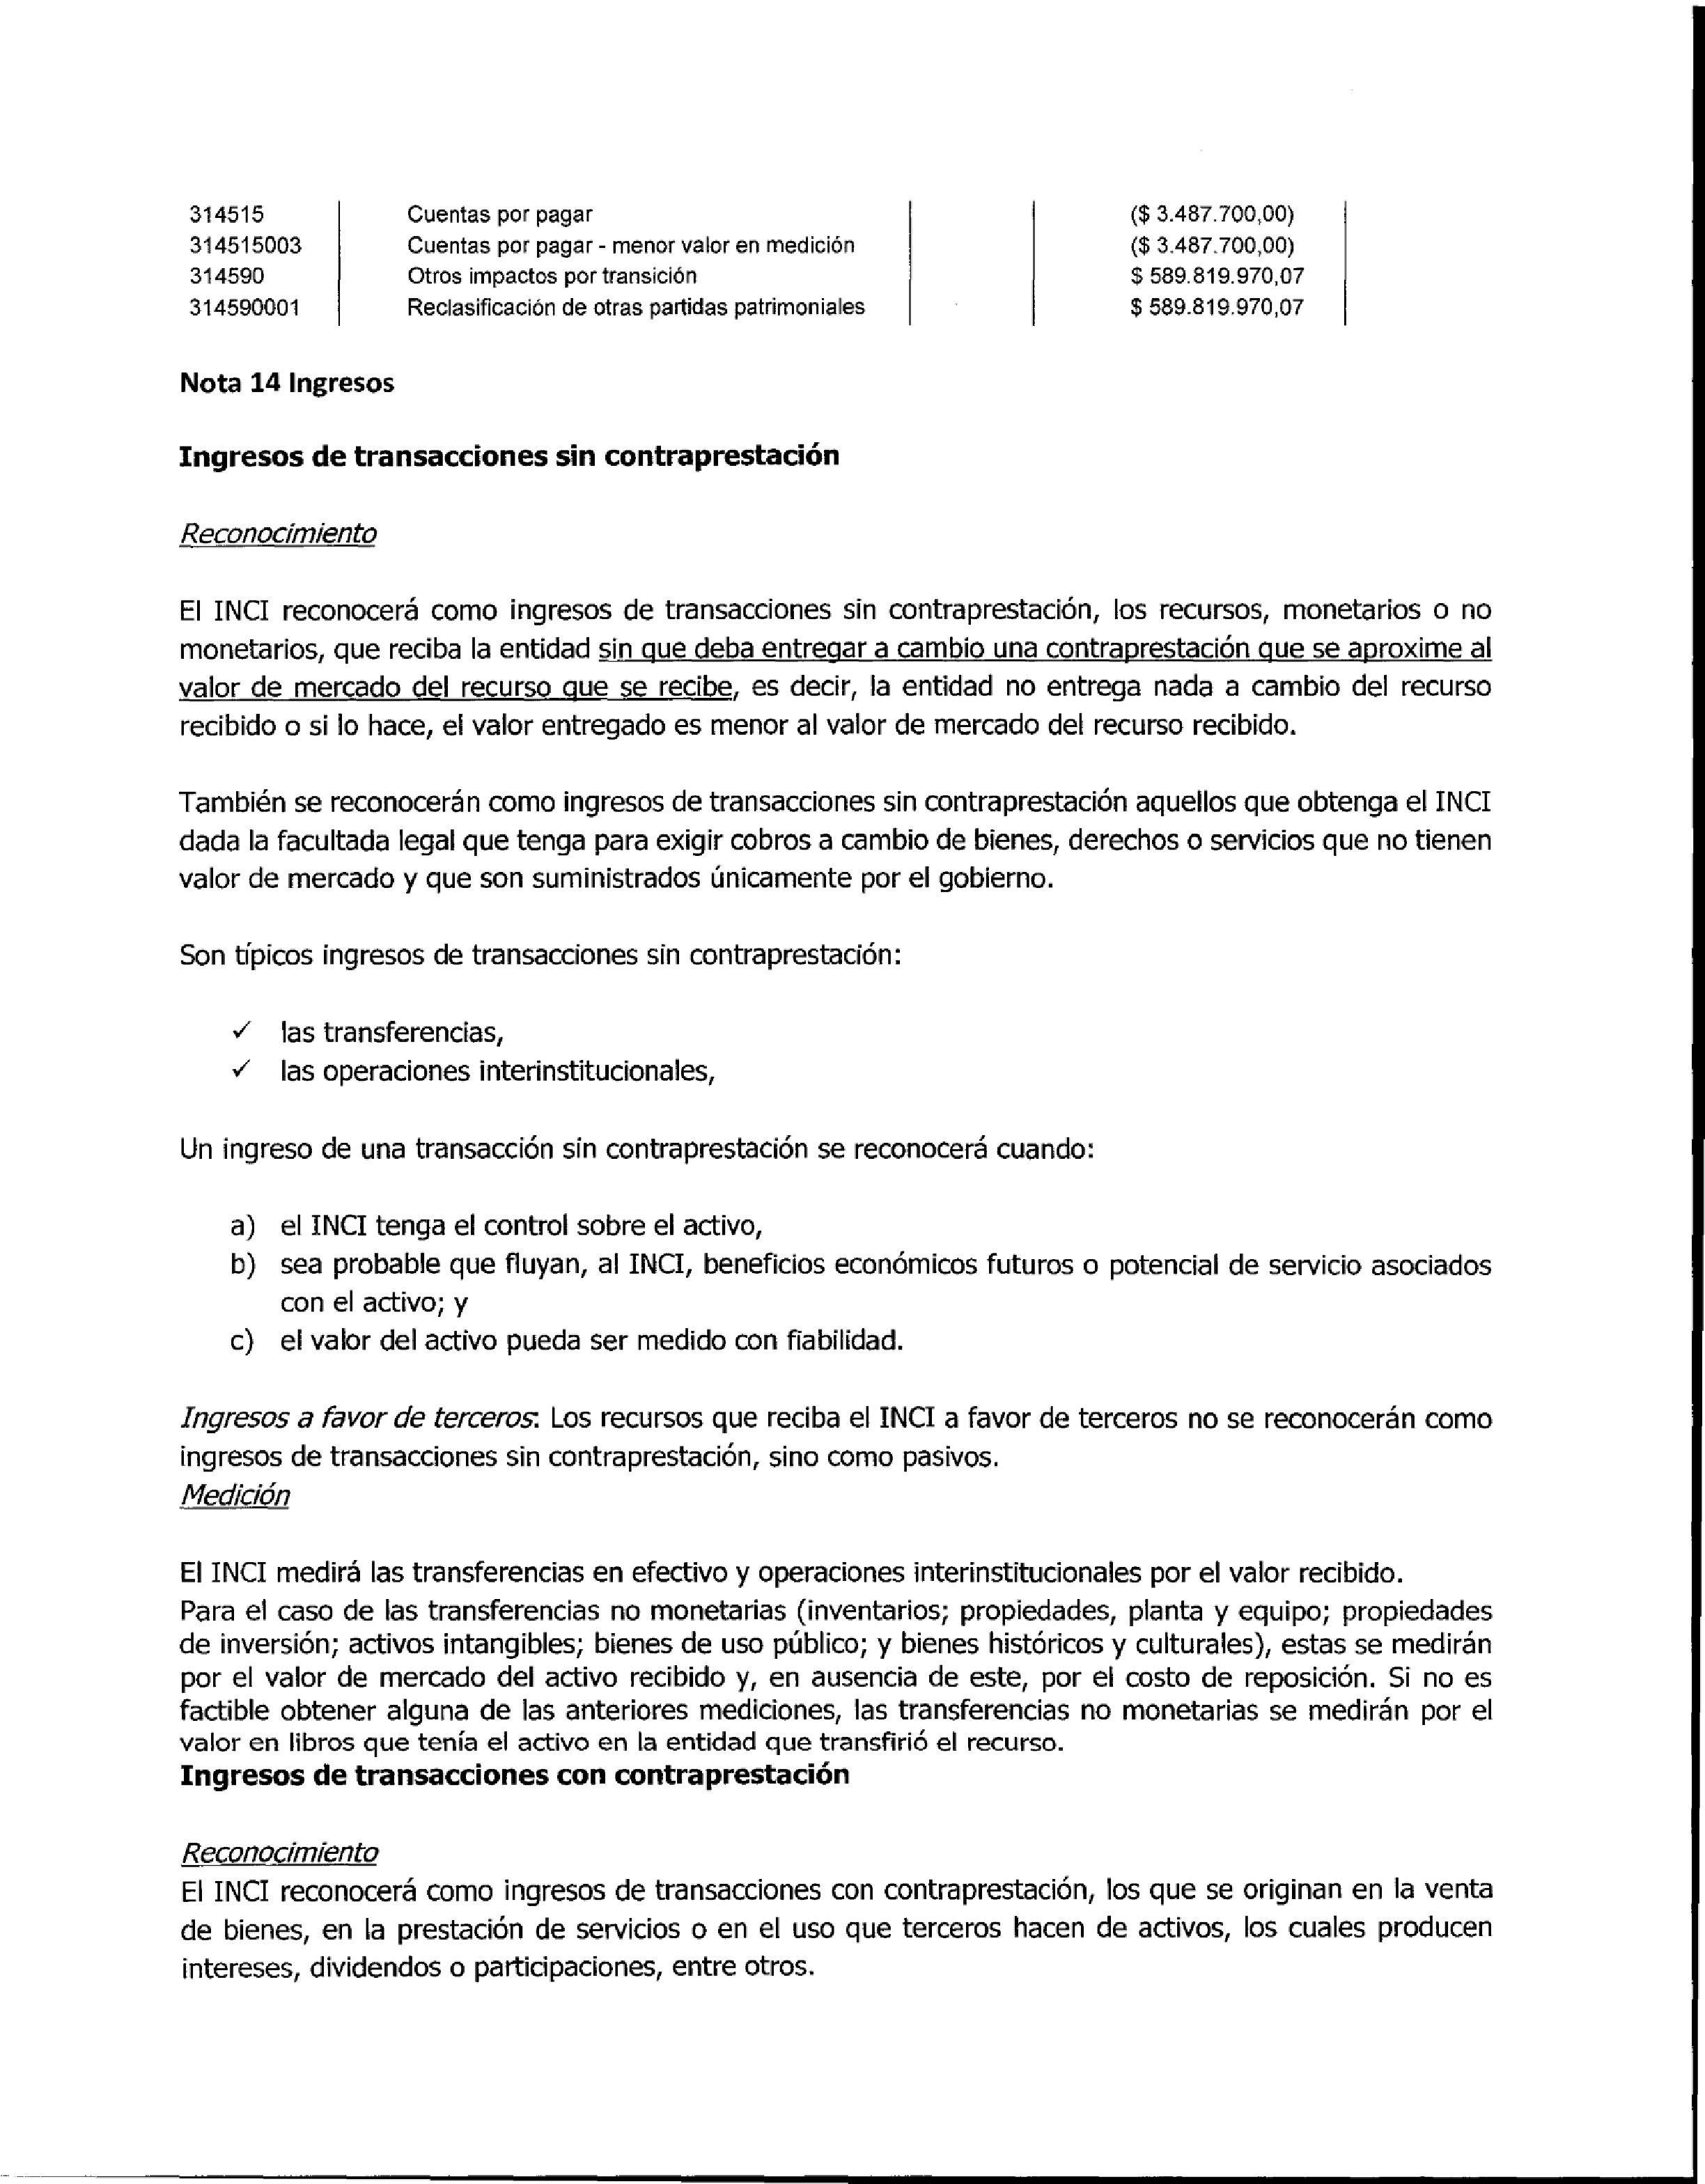 314515 Cuentas por pagar ($ 3.487.700,00)
314515003 Cuentas por pagar - menor valor en medición ($ 3.487.700,00)
314590 Otros impactos por transición $ 589.819.970,07
314590001 Reclasificación de otras partidas patrimoniales $ 589.819.970,07
Nota 14 Ingresos
Ingresos de transacciones sin contraprestación
Reconocimiento
El INCI reconocerá como ingresos de transacciones sin contraprestación, los recursos, monetarios o no
monetarios, que reciba la entidad sin que deba entregar a cambio una contraprestación que se aproxime al
valor de mercado del recurso que se recibe, es decir, la entidad no entrega nada a cambio del recurso
recibido o si lo hace, el valor entregado es menor al valor de mercado del recurso recibido.
También se reconocerán como ingresos de transacciones sin contraprestación aquellos que obtenga el INCI
dada la facultada legal que tenga para exigir cobros a cambio de bienes, derechos o servicios que no tienen
valor de mercado y que son suministrados únicamente por el gobierno.
Son típicos ingresos de transacciones sin contraprestación:
✓ las transferencias,
✓ las operaciones interinstitucionales,
Un ingreso de una transacción sin contraprestación se reconocerá cuando:
a) el INCI tenga el control sobre el activo,
b) sea probable que fluyan, al INCI, beneficios económicos futuros o potencial de servicio asociados
con el activo; y
c) el valor del activo pueda ser medido con fiabilidad.
Ingresos a favor de terceros: Los recursos que reciba el INCI a favor de terceros no se reconocerán como
ingresos de transacciones sin contraprestación, sino como pasivos.
Medición
El INCI medirá las transferencias en efectivo y operaciones interinstitucionales por el valor recibido.
Para el caso de las transferencias no monetarias (inventarios; propiedades, planta y equipo; propiedades
de inversión; activos intangibles; bienes de uso público; y bienes históricos y culturales), estas se medirán
por el valor de mercado del activo recibido y, en ausencia de este, por el costo de reposición. Si no es
factible obtener alguna de las anteriores mediciones, las transferencias no monetarias se medirán por el
valor en libros que tenía el activo en la entidad que transfirió el recurso.
Ingresos de transacciones con contraprestación
Reconocimiento
El INCI reconocerá como ingresos de transacciones con contraprestación, los que se originan en la venta
de bienes, en la prestación de servicios o en el uso que terceros hacen de activos, los cuales producen
intereses, dividendos o participaciones, entre otros.